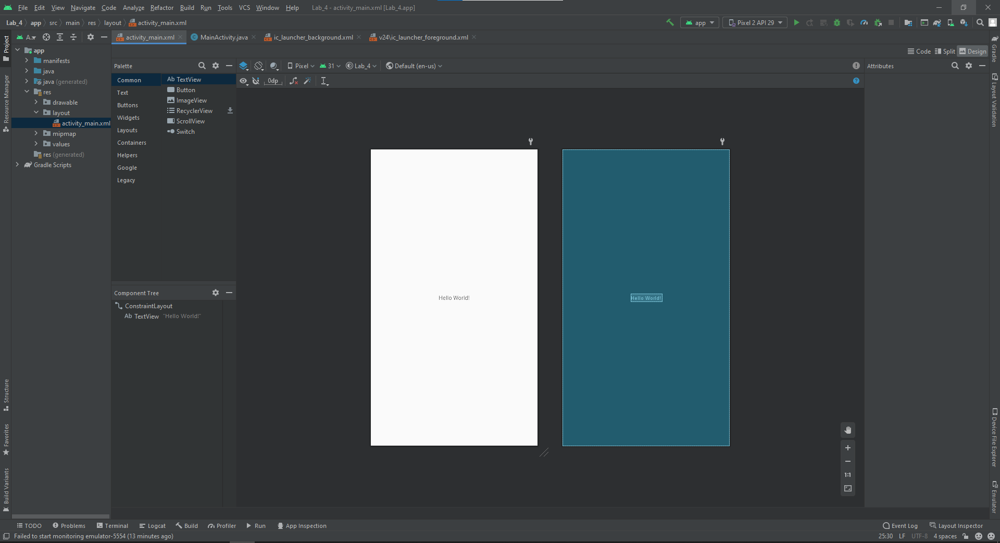 File Edit View Navigate Code Analyze Refactor Build Run Tools VCS Window Help Lab_4 - activity_main.xml [Lab_4.app]
Lab_4 app src main res layout activity_main.xml app Pixel 2 API 29
A.. activity_main.xml MainActivity.java ic_launcher_background.xml v24\ic_launcher_foreground.xml
Code Split Design
Project
Resource Manager
Structure
Favorites
Build Variants
app
manifests
java
java (generated)
res
drawable
layout
activity_main.xml
mipmap
values
res (generated)
Gradle Scripts
Palette
Common
Text
Buttons
Widgets
Layouts
Containers
Helpers
Google
Legacy
Ab TextView
Button
ImageView
RecyclerView
ScrollView
Switch
Component Tree
ConstraintLayout
Ab TextView "Hello World!"
Pixel 31 Lab_4 Default (en-us)
0dp
Hello World!
Hello World!
1:1
Attributes
Gradle
Layout Validation
Device File Explorer
Emulator
TODO Problems Terminal Logcat Build Profiler Run App Inspection Event Log Layout Inspector
Failed to start monitoring emulator-5554 (13 minutes ago) 25:30 LF UTF-8 4 spaces